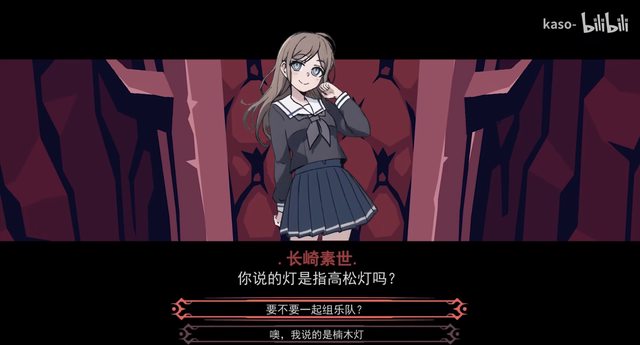 kaso- bilibili
. 长崎素世.
你说的灯是指高松灯吗?
要不要一起组乐队?
噢，我说的是楠木灯